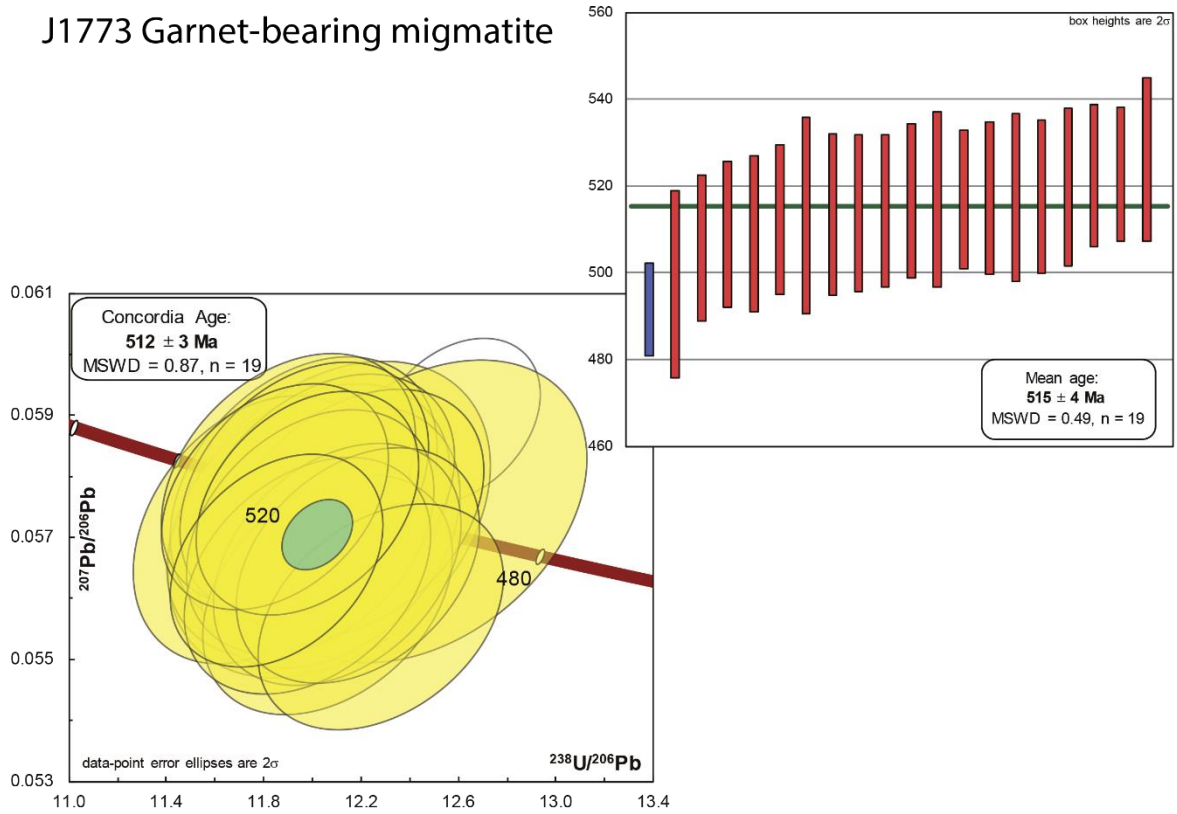 J1773 Garnet-bearing migmatite
560
540
520
500
480
460
box heights are 2σ
Mean age:
515 ± 4 Ma
MSWD = 0.49, n = 19
0.061
0.059
0.057
0.055
0.053
207Pb/206Pb
Concordia Age:
512 ± 3 Ma
MSWD = 0.87, n = 19
520
480
data-point error ellipses are 2σ
238U/206Pb
11.0 11.4 11.8 12.2 12.6 13.0 13.4